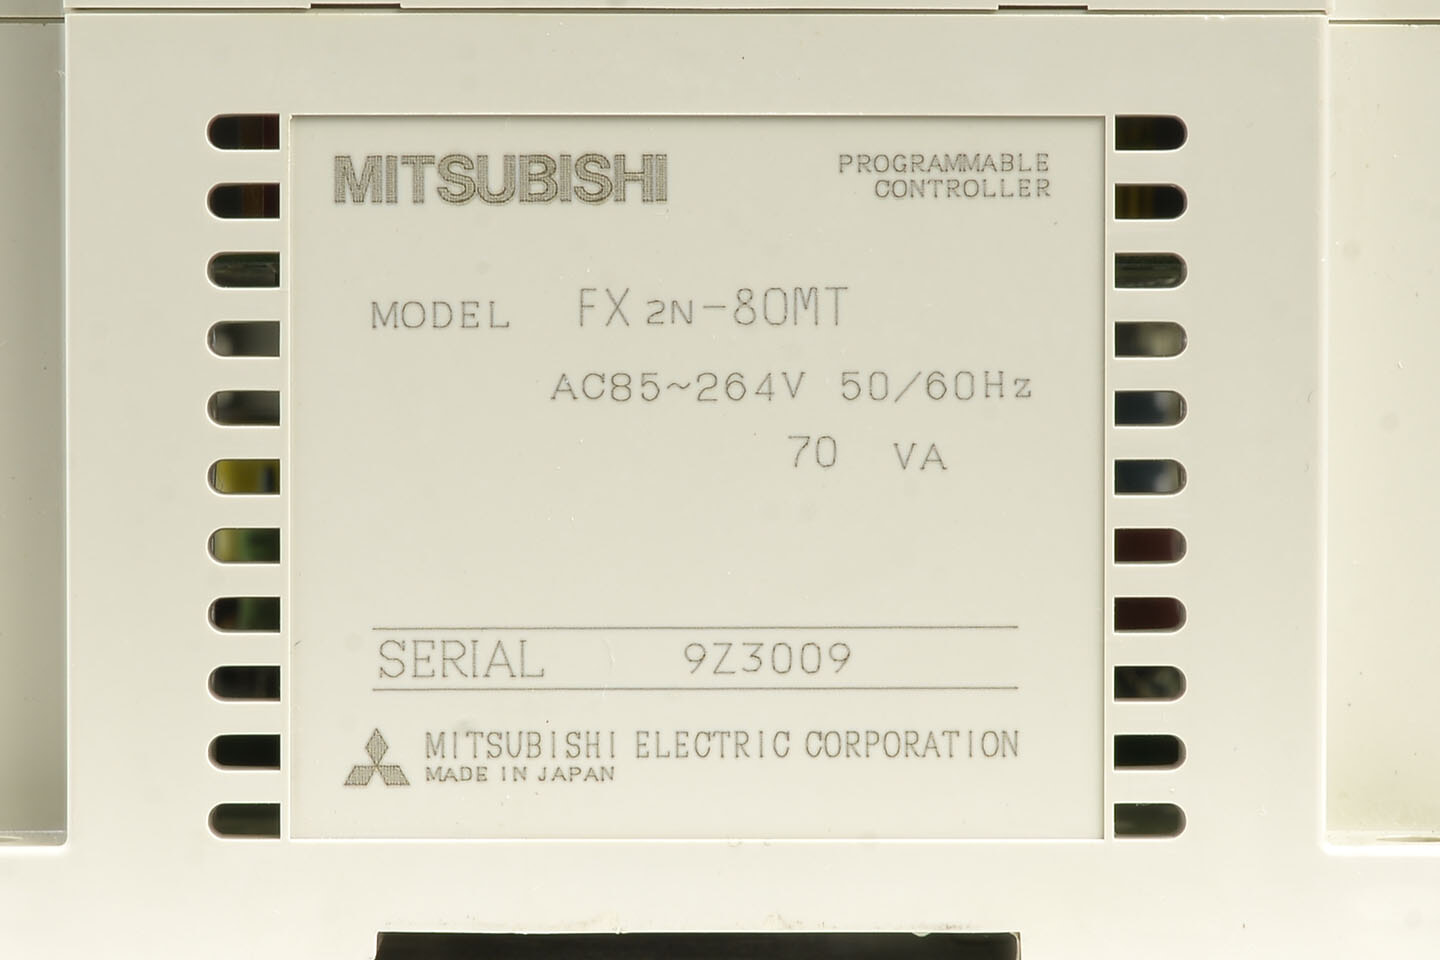 MITSUBISHI
PROGRAMMABLE
CONTROLLER
MODEL FX2N-80MT
AC85~264V 50/60Hz
70 VA
SERIAL 9Z3009
MITSUBISHI ELECTRIC CORPORATION
MADE IN JAPAN